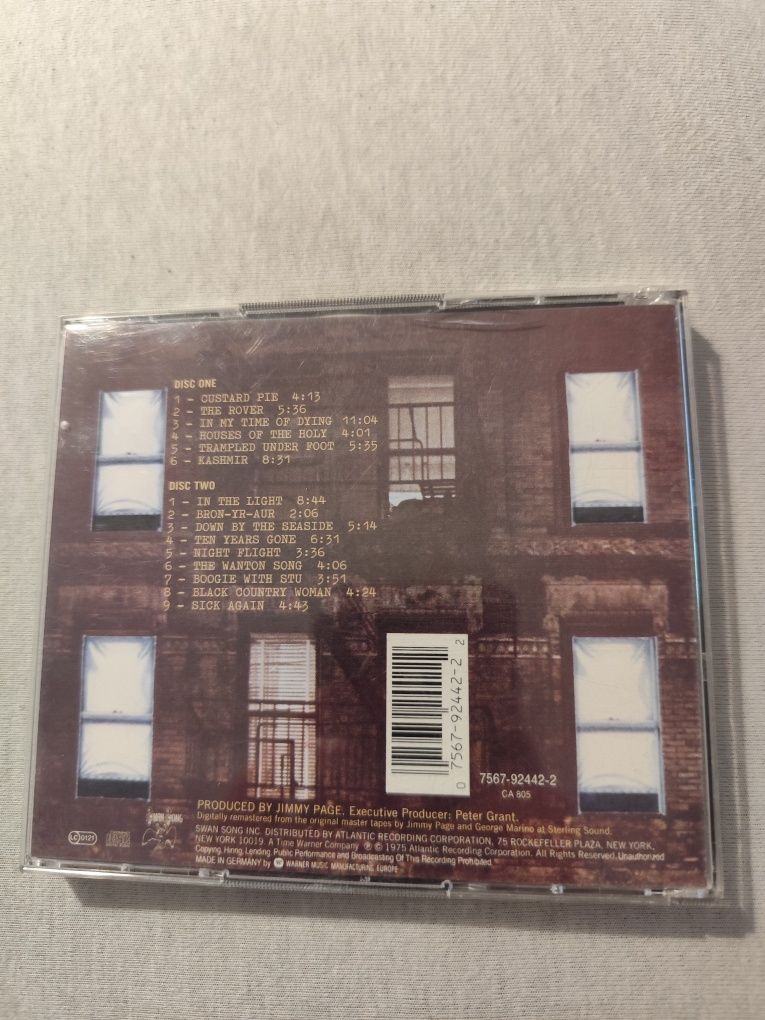 DISC ONE
1 - CUSTARD PIE 4:13
2 - THE ROVER 5:36
3 - IN MY TIME OF DYING 11:04
4 - HOUSES OF THE HOLY 4:01
5 - TRAMPLED UNDER FOOT 5:35
6 - KASHMIR 8:31
DISC TWO
1 - IN THE LIGHT 8:44
2 - BRON-YR-AUR 2:06
3 - DOWN BY THE SEASIDE 5:14
4 - TEN YEARS GONE 6:31
5 - NIGHT FLIGHT 3:36
6 - THE WANTON SONG 4:06
7 - BOOGIE WITH STU 3:51
8 - BLACK COUNTRY WOMAN 4:24
9 - SICK AGAIN 4:43
0 7567-92442-2 2
7567-92442-2
CA 805
PRODUCED BY JIMMY PAGE. Executive Producer: Peter Grant.
Digitally remastered from the original master tapes by Jimmy Page and George Marino at Sterling Sound.
SWAN SONG
LC 0121
SWAN SONG INC. DISTRIBUTED BY ATLANTIC RECORDING CORPORATION, 75 ROCKEFELLER PLAZA, NEW YORK,
NEW YORK 10019. A Time Warner Company. ℗ © 1975 Atlantic Recording Corporation. All Rights Reserved. Unauthorized
Copying, Hiring, Lending, Public Performance and Broadcasting Of This Recording Prohibited.
MADE IN GERMANY by WARNER MUSIC MANUFACTURING EUROPE